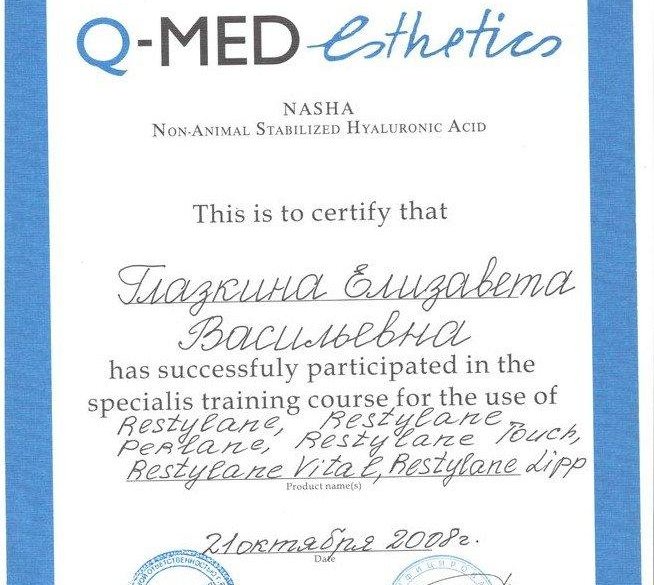 Q-MED esthetics
NASHA
NON-ANIMAL STABILIZED HYALURONIC ACID
This is to certify that
Глазкина Елизавета
Васильевна
has successfuly participated in the
specialis training course for the use of
Restylane, Restylane
Perlane, Restylane Touch,
Restylane Vital, Restylane Lipp
Product name(s)
21 октября 2008г.
Date
ОТВЕТСТВЕННОСТЬЮ